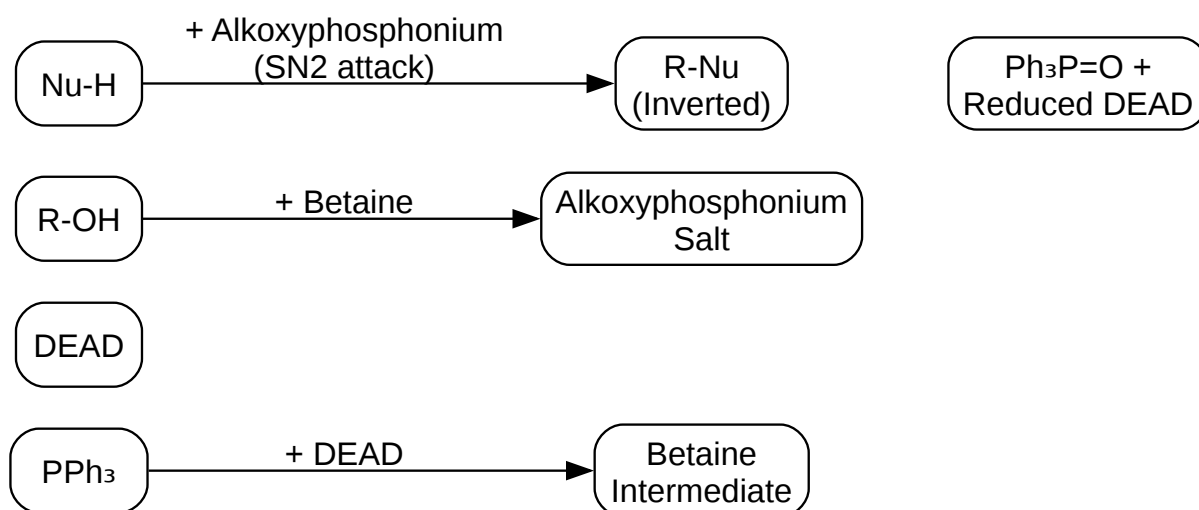 Nu-H
+ Alkoxyphosphonium
(SN2 attack)
R-Nu
(Inverted)
Ph₃P=O +
Reduced DEAD
R-OH
+ Betaine
Alkoxyphosphonium
Salt
DEAD
PPh₃
+ DEAD
Betaine
Intermediate